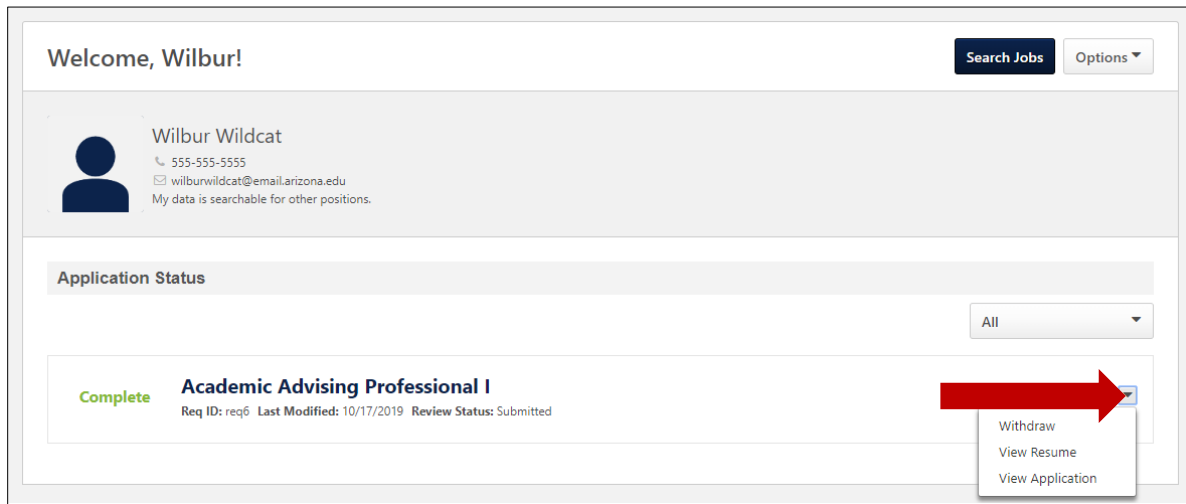 Welcome, Wilbur!
Search Jobs
Options
Wilbur Wildcat
555-555-5555
wilburwildcat@email.arizona.edu
My data is searchable for other positions.
Application Status
All
Complete
Academic Advising Professional I
Req ID: req6 Last Modified: 10/17/2019 Review Status: Submitted
Withdraw
View Resume
View Application